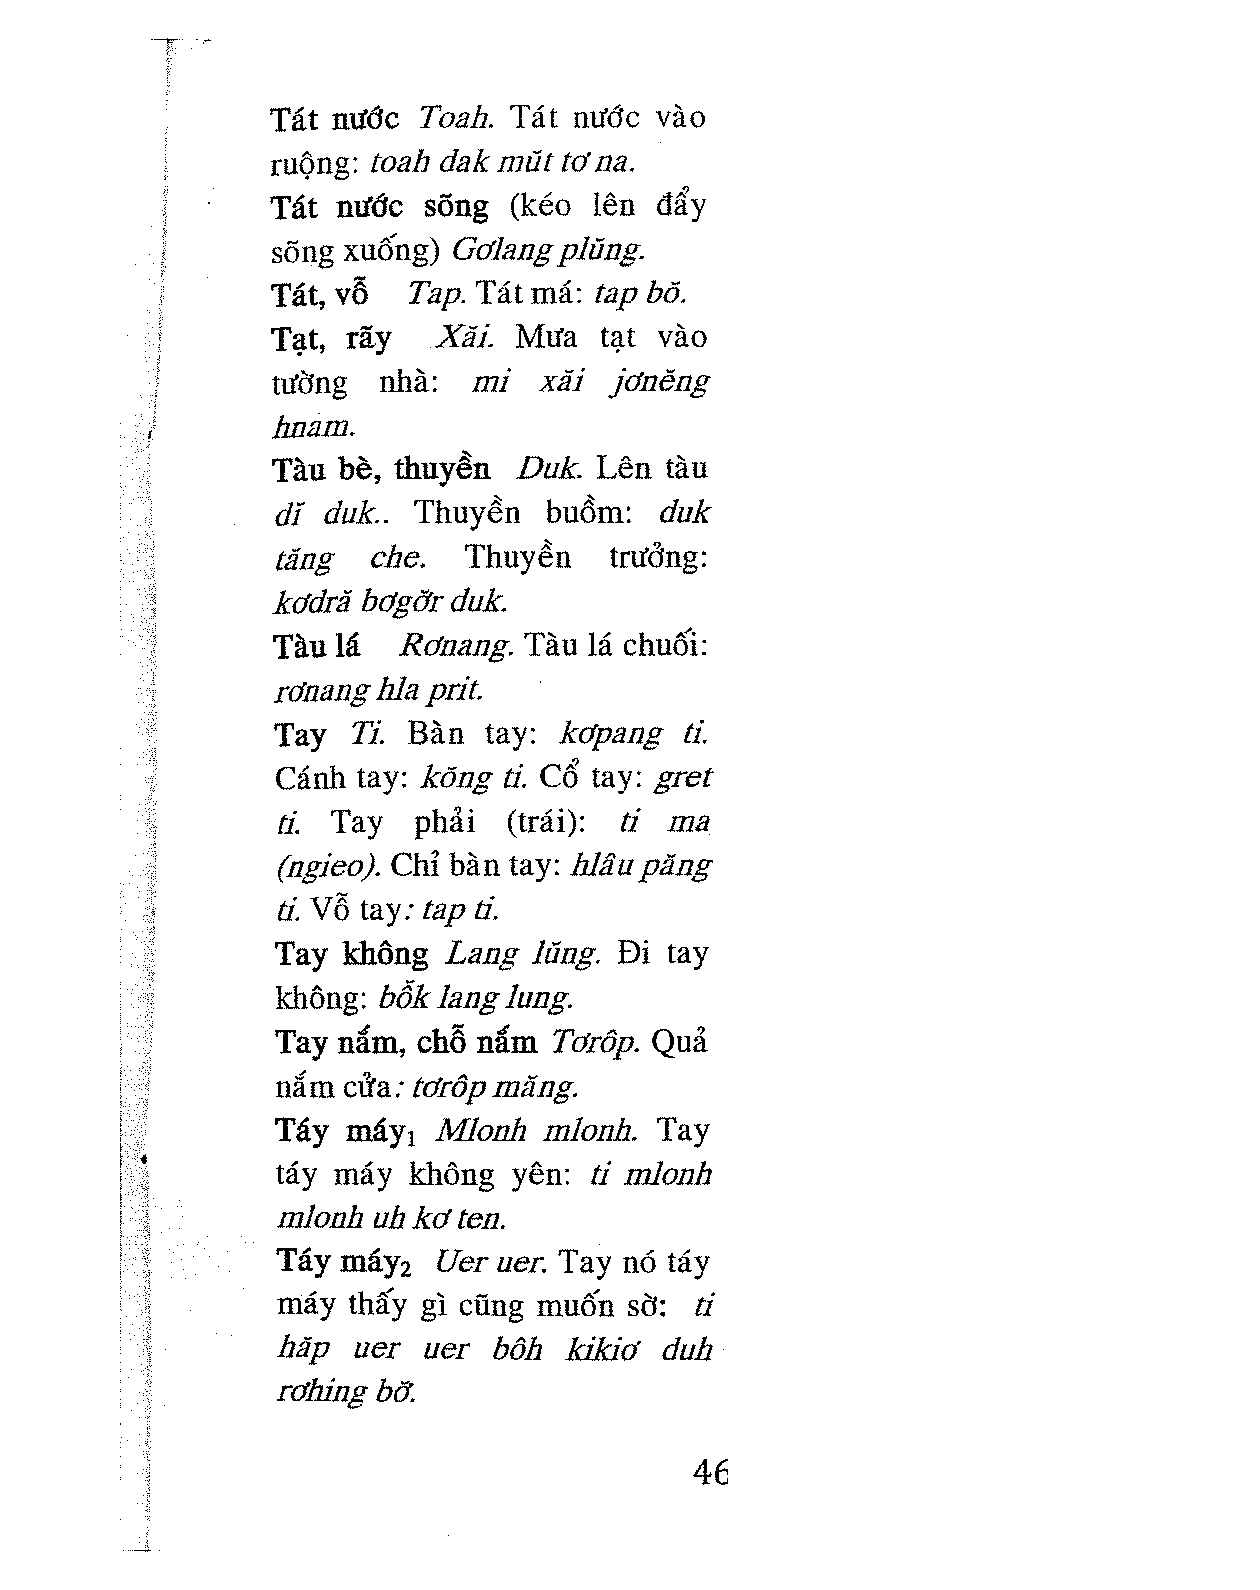 Tát nước Toah. Tát nước vào
ruộng: toah dak mŭt tơ na.
Tát nước sõng (kéo lên đẩy
sõng xuống) Gơlang plŭng.
Tát, vỗ Tap. Tát má: tap bŏ.
Tạt, rãy Xăi. Mưa tạt vào
tường nhà: mi xăi jơnĕng
hnam.
Tàu bè, thuyền Duk. Lên tàu
dĭ duk.. Thuyền buồm: duk
tăng che. Thuyền trưởng:
kơdră bơgơ̆r duk.
Tàu lá Rơnang. Tàu lá chuối:
rơnang hla prit.
Tay Ti. Bàn tay: kơpang ti.
Cánh tay: kŏng ti. Cổ tay: gret
ti. Tay phải (trái): ti ma
(ngieo). Chỉ bàn tay: hlâu păng
ti. Vỗ tay: tap ti.
Tay không Lang lŭng. Đi tay
không: bô̆k lang lung.
Tay nắm, chỗ nắm Tơrôp. Quả
nắm cửa: tơrôp măng.
Táy máy₁ Mlonh mlonh. Tay
táy máy không yên: ti mlonh
mlonh uh kơ ten.
Táy máy₂ Uer uer. Tay nó táy
máy thấy gì cũng muốn sờ: ti
hăp uer uer bôh kikiơ duh
rơhing bơ̆.
46